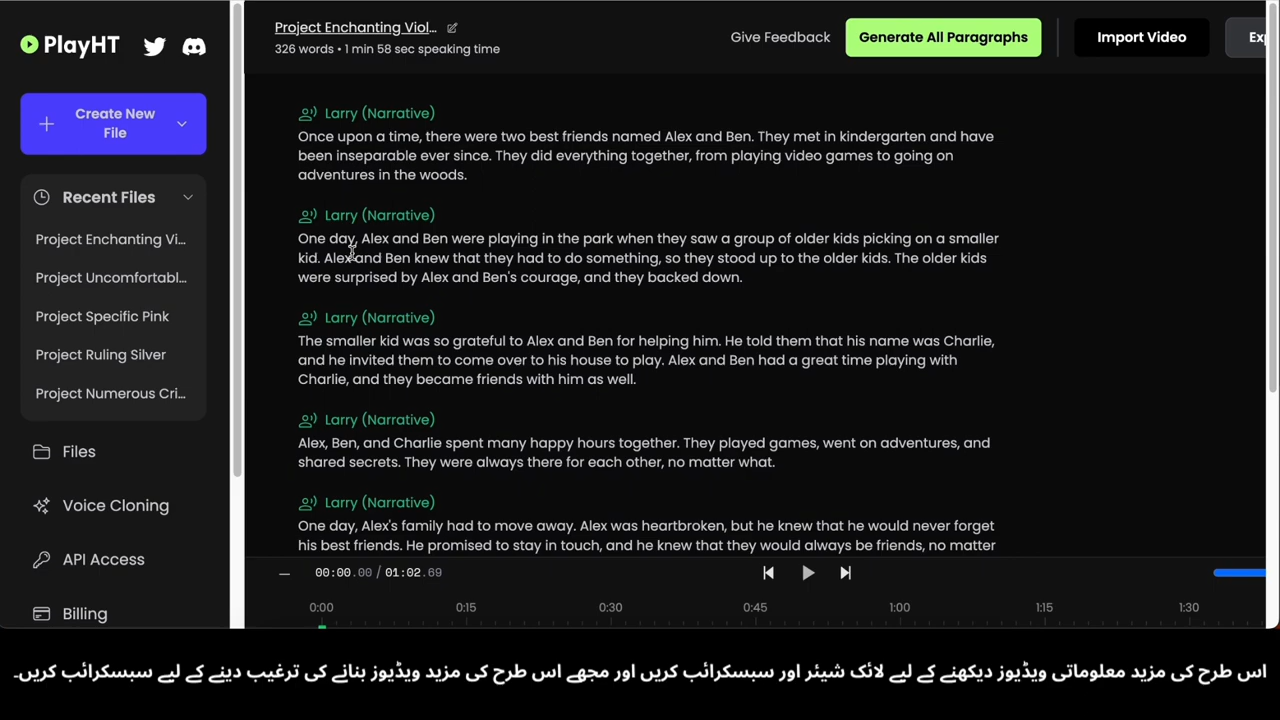 PlayHT
Create New
File
Recent Files
Project Enchanting Vi...
Project Uncomfortabl...
Project Specific Pink
Project Ruling Silver
Project Numerous Cri...
Files
Voice Cloning
API Access
Billing
Project Enchanting Viol...
326 words • 1 min 58 sec speaking time
Give Feedback
Generate All Paragraphs
Import Video
Larry (Narrative)
Once upon a time, there were two best friends named Alex and Ben. They met in kindergarten and have
been inseparable ever since. They did everything together, from playing video games to going on
adventures in the woods.
Larry (Narrative)
One day, Alex and Ben were playing in the park when they saw a group of older kids picking on a smaller
kid. Alex and Ben knew that they had to do something, so they stood up to the older kids. The older kids
were surprised by Alex and Ben's courage, and they backed down.
Larry (Narrative)
The smaller kid was so grateful to Alex and Ben for helping him. He told them that his name was Charlie,
and he invited them to come over to his house to play. Alex and Ben had a great time playing with
Charlie, and they became friends with him as well.
Larry (Narrative)
Alex, Ben, and Charlie spent many happy hours together. They played games, went on adventures, and
shared secrets. They were always there for each other, no matter what.
Larry (Narrative)
One day, Alex's family had to move away. Alex was heartbroken, but he knew that he would never forget
his best friends. He promised to stay in touch, and he knew that they would always be friends, no matter
00:00.00 / 01:02.69
0:00 0:15 0:30 0:45 1:00 1:15 1:30
اس طرح کی مزید معلوماتی ویڈیوز دیکھنے کے لیے لائک شیئر اور سبسکرائب کریں اور مجھے اس طرح کی مزید ویڈیوز بنانے کی ترغیب دینے کے لیے سبسکرائب کریں۔